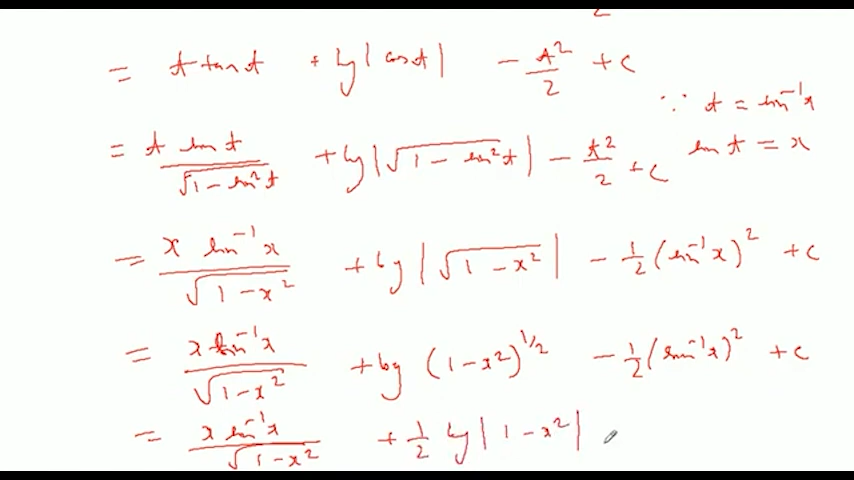 2
= t tan t + log|cos t| - t²/2 + c
∵ t = sin⁻¹x
= t sin t/√(1 - sin²t) + log|√(1 - sin²t)| - t²/2 + c
sin t = x
= x sin⁻¹x/√(1 - x²) + log|√(1 - x²)| - 1/2 (sin⁻¹x)² + c
= x sin⁻¹x/√(1 - x²) + log (1 - x²)^1/2 - 1/2 (sin⁻¹x)² + c
= x sin⁻¹x/√(1 - x²) + 1/2 log|1 - x²|